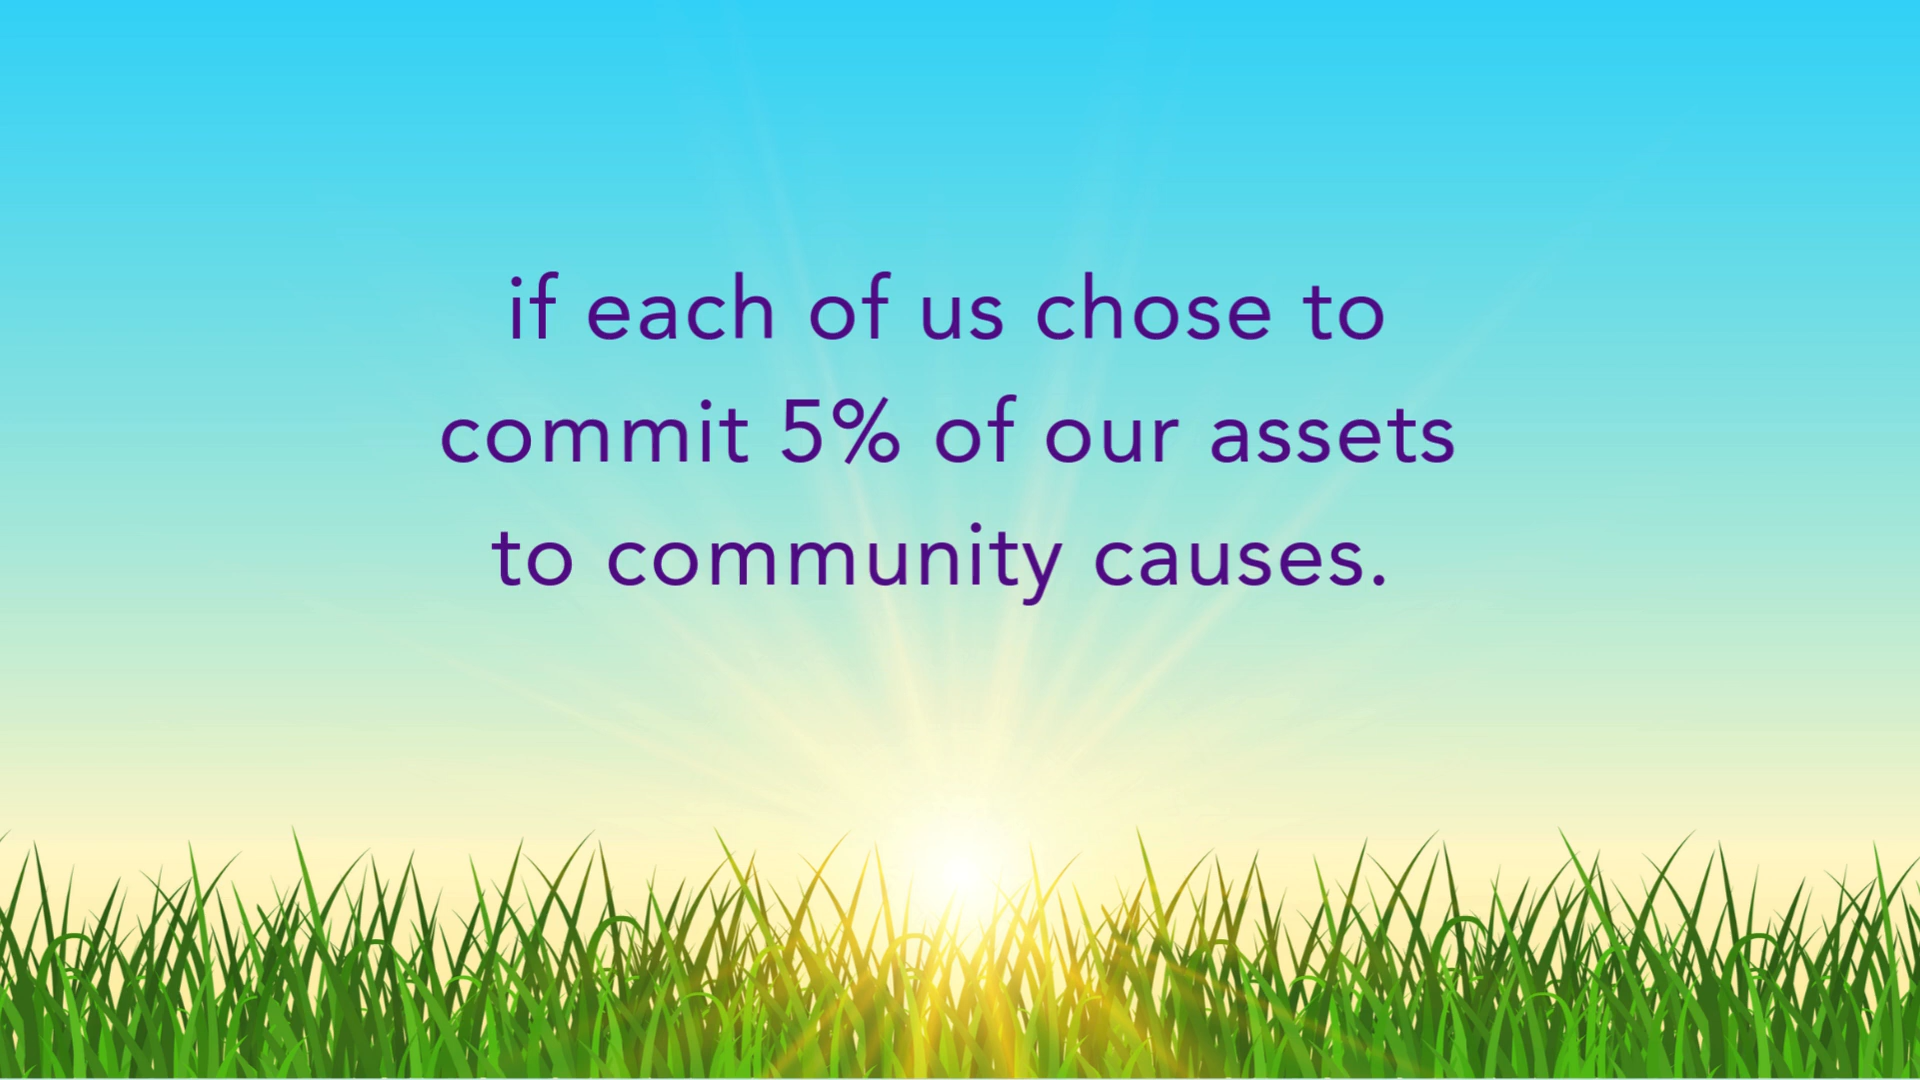 if each of us chose to
commit 5% of our assets
to community causes.